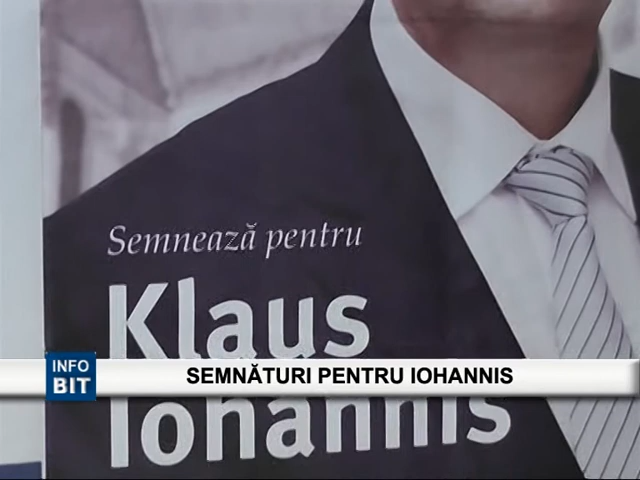 Semnează pentru
Klaus
Iohannis
INFO
BIT
SEMNĂTURI PENTRU IOHANNIS